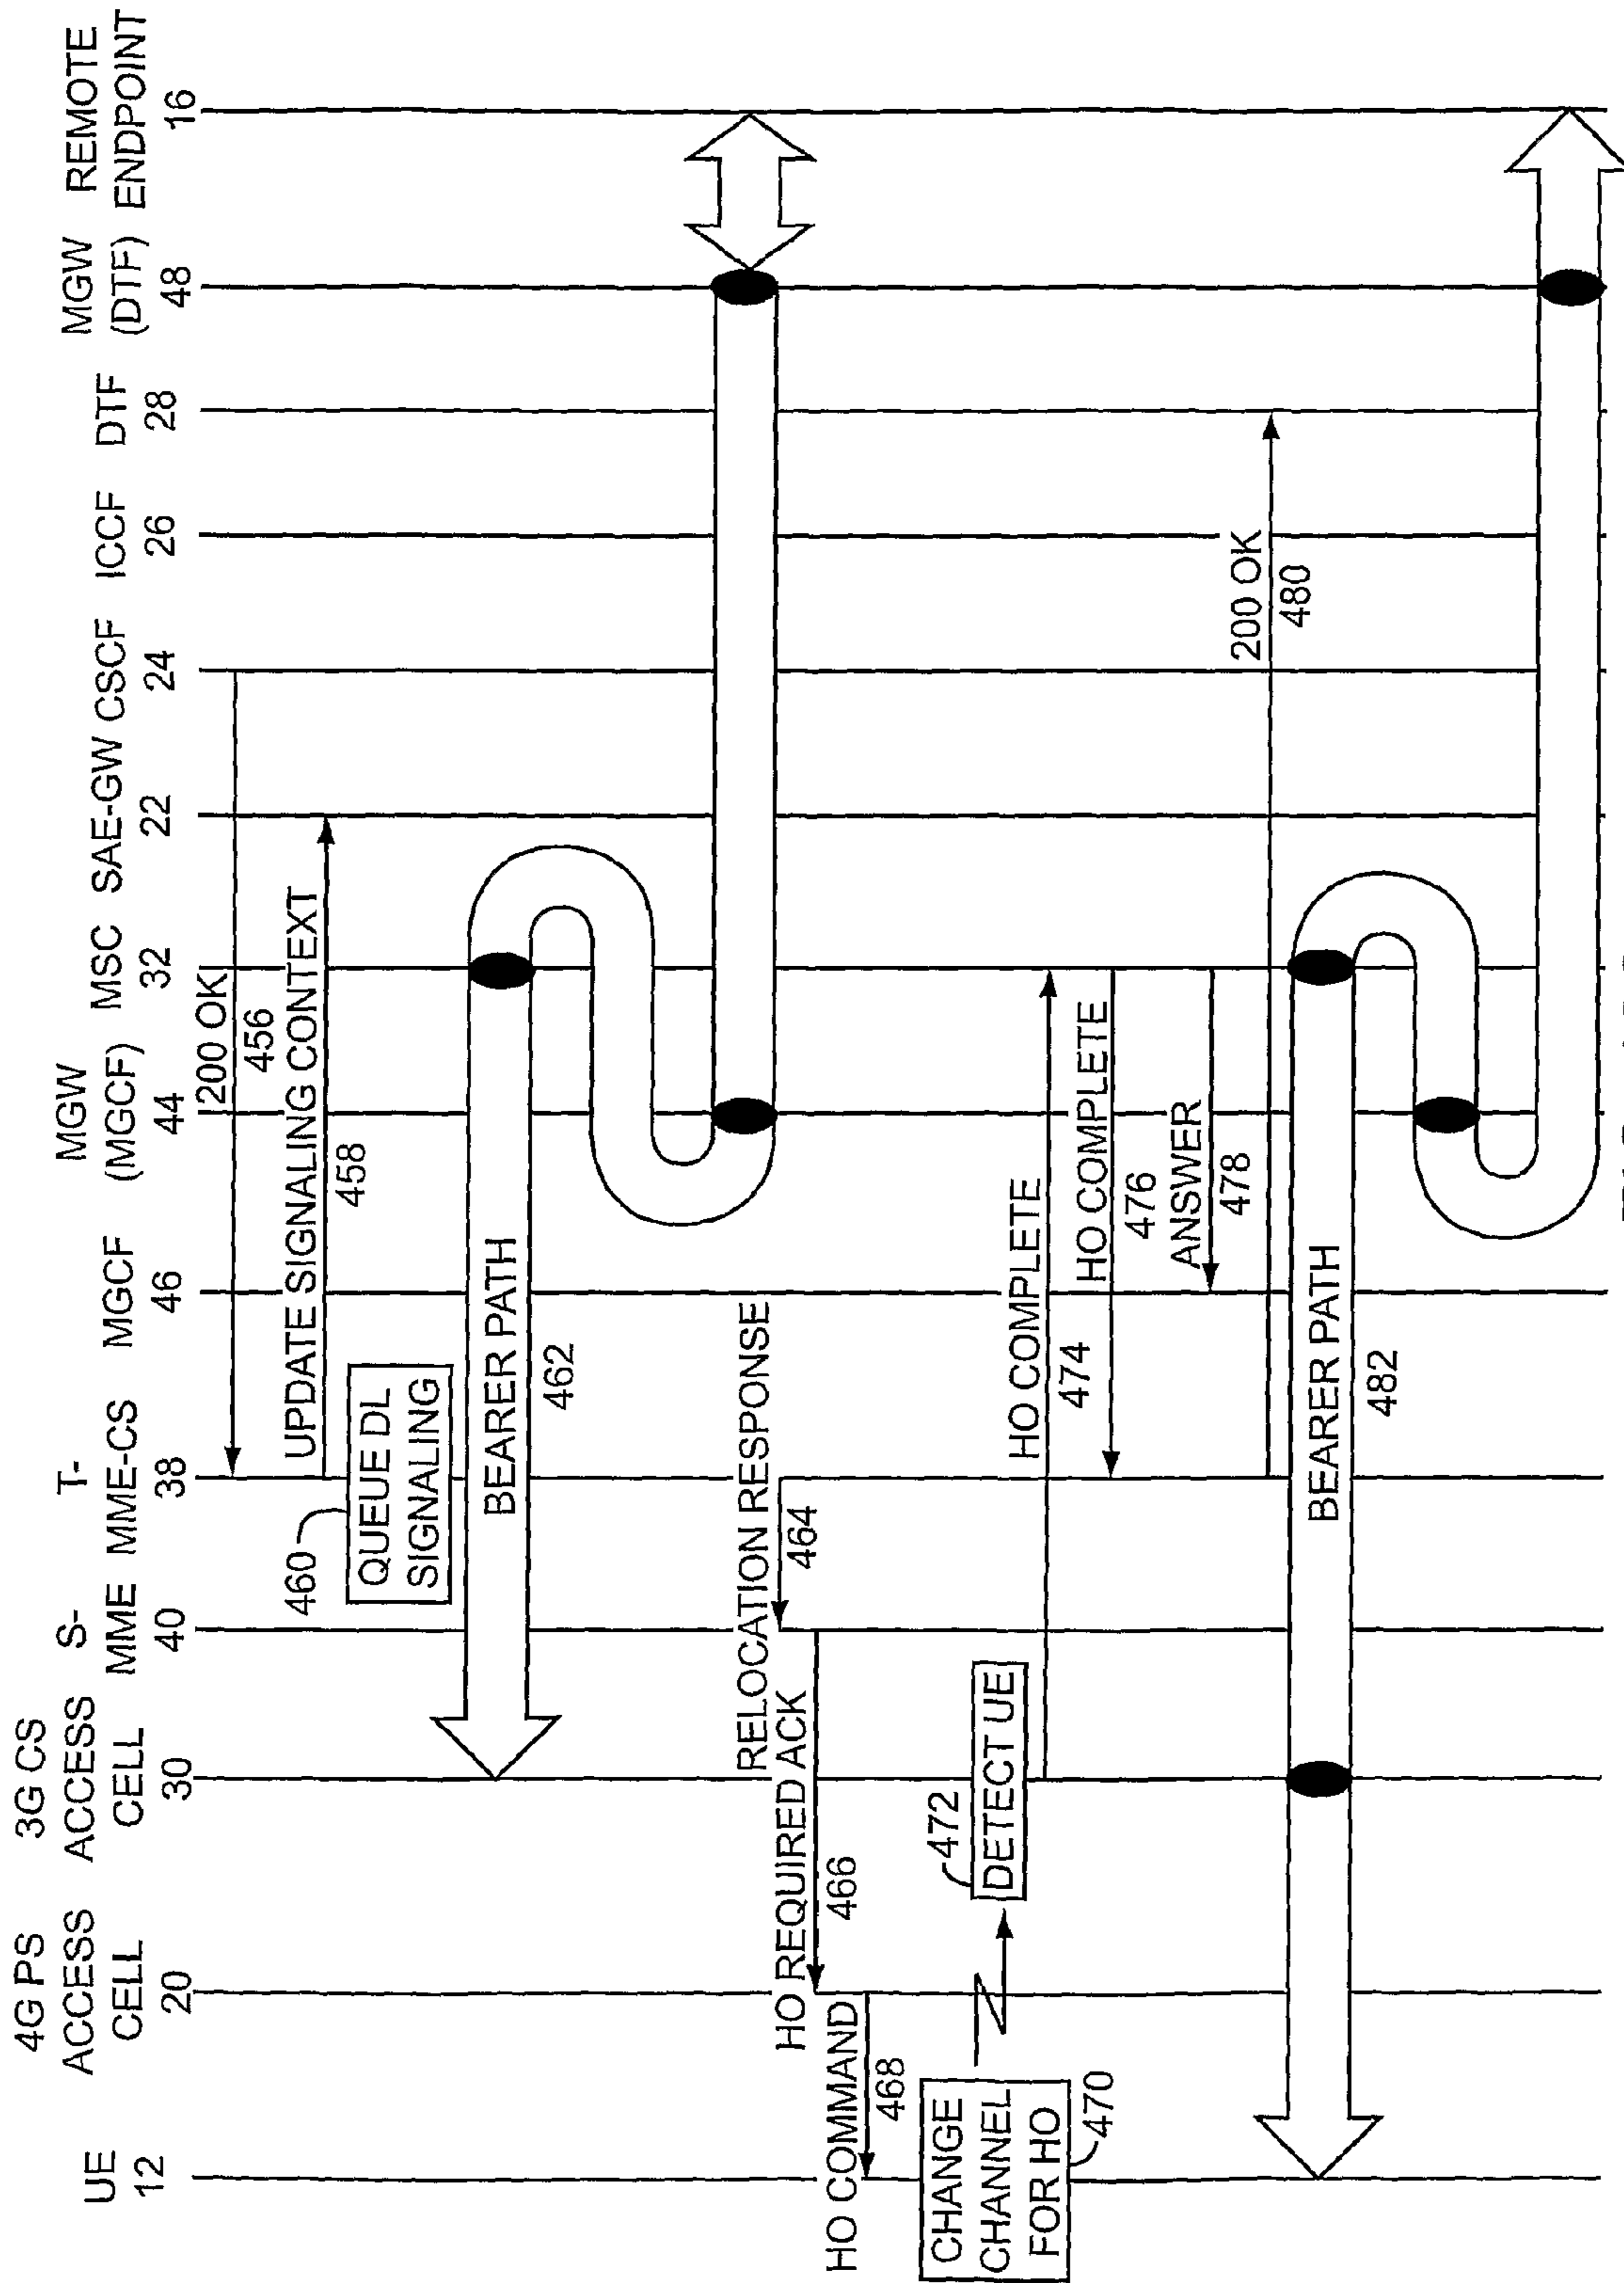 UE
12
4G PS
ACCESS
CELL
20
3G CS
ACCESS
CELL
30
S-
MME
40
T-
MME-CS
38
MGCF
46
MGW
(MGCF)
44
MSC
32
SAE-GW
22
CSCF
24
ICCF
26
DTF
28
MGW
(DTF)
48
REMOTE
ENDPOINT
16
200 OK
456
UPDATE SIGNALING CONTEXT
458
460
QUEUE DL
SIGNALING
BEARER PATH
462
RELOCATION RESPONSE
464
HO REQUIRED ACK
466
HO COMMAND
468
CHANGE
CHANNEL
FOR HO
470
472
DETECT UE
HO COMPLETE
474
HO COMPLETE
476
ANSWER
478
200 OK
480
BEARER PATH
482